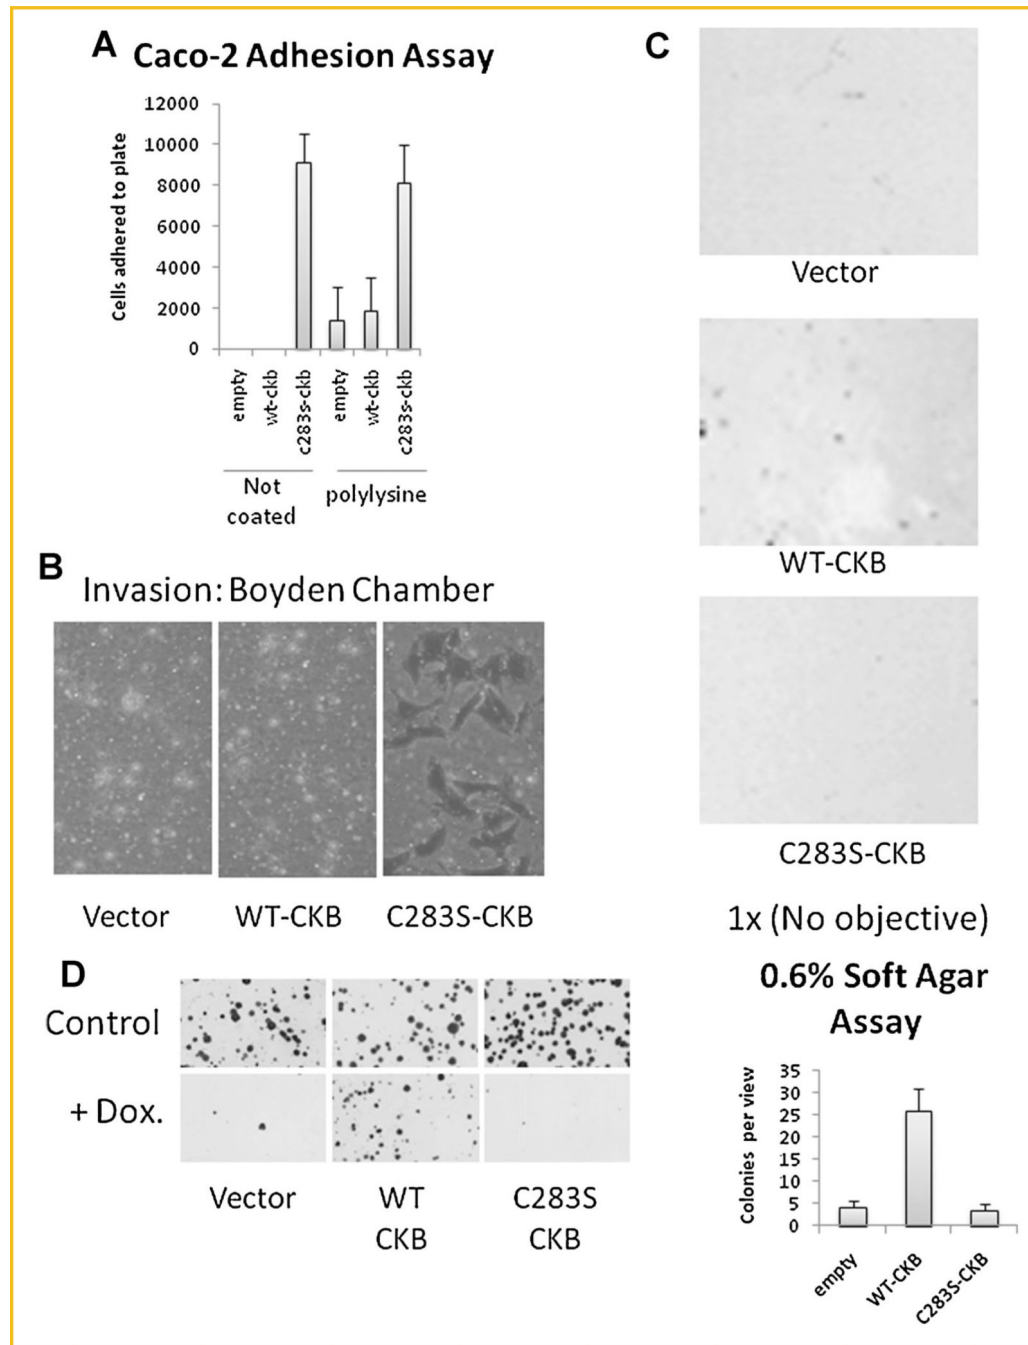 A
Caco-2 Adhesion Assay
Cells adhered to plate
12000
10000
8000
6000
4000
2000
0
empty
wt-ckb
c283s-ckb
empty
wt-ckb
c283s-ckb
Not
coated
polylysine
B
Invasion: Boyden Chamber
Vector
WT-CKB
C283S-CKB
C
Vector
WT-CKB
C283S-CKB
1x (No objective)
0.6% Soft Agar
Assay
Colonies per view
35
30
25
20
15
10
5
0
empty
WT-CKB
C283S-CKB
D
Control
+ Dox.
Vector
WT
CKB
C283S
CKB